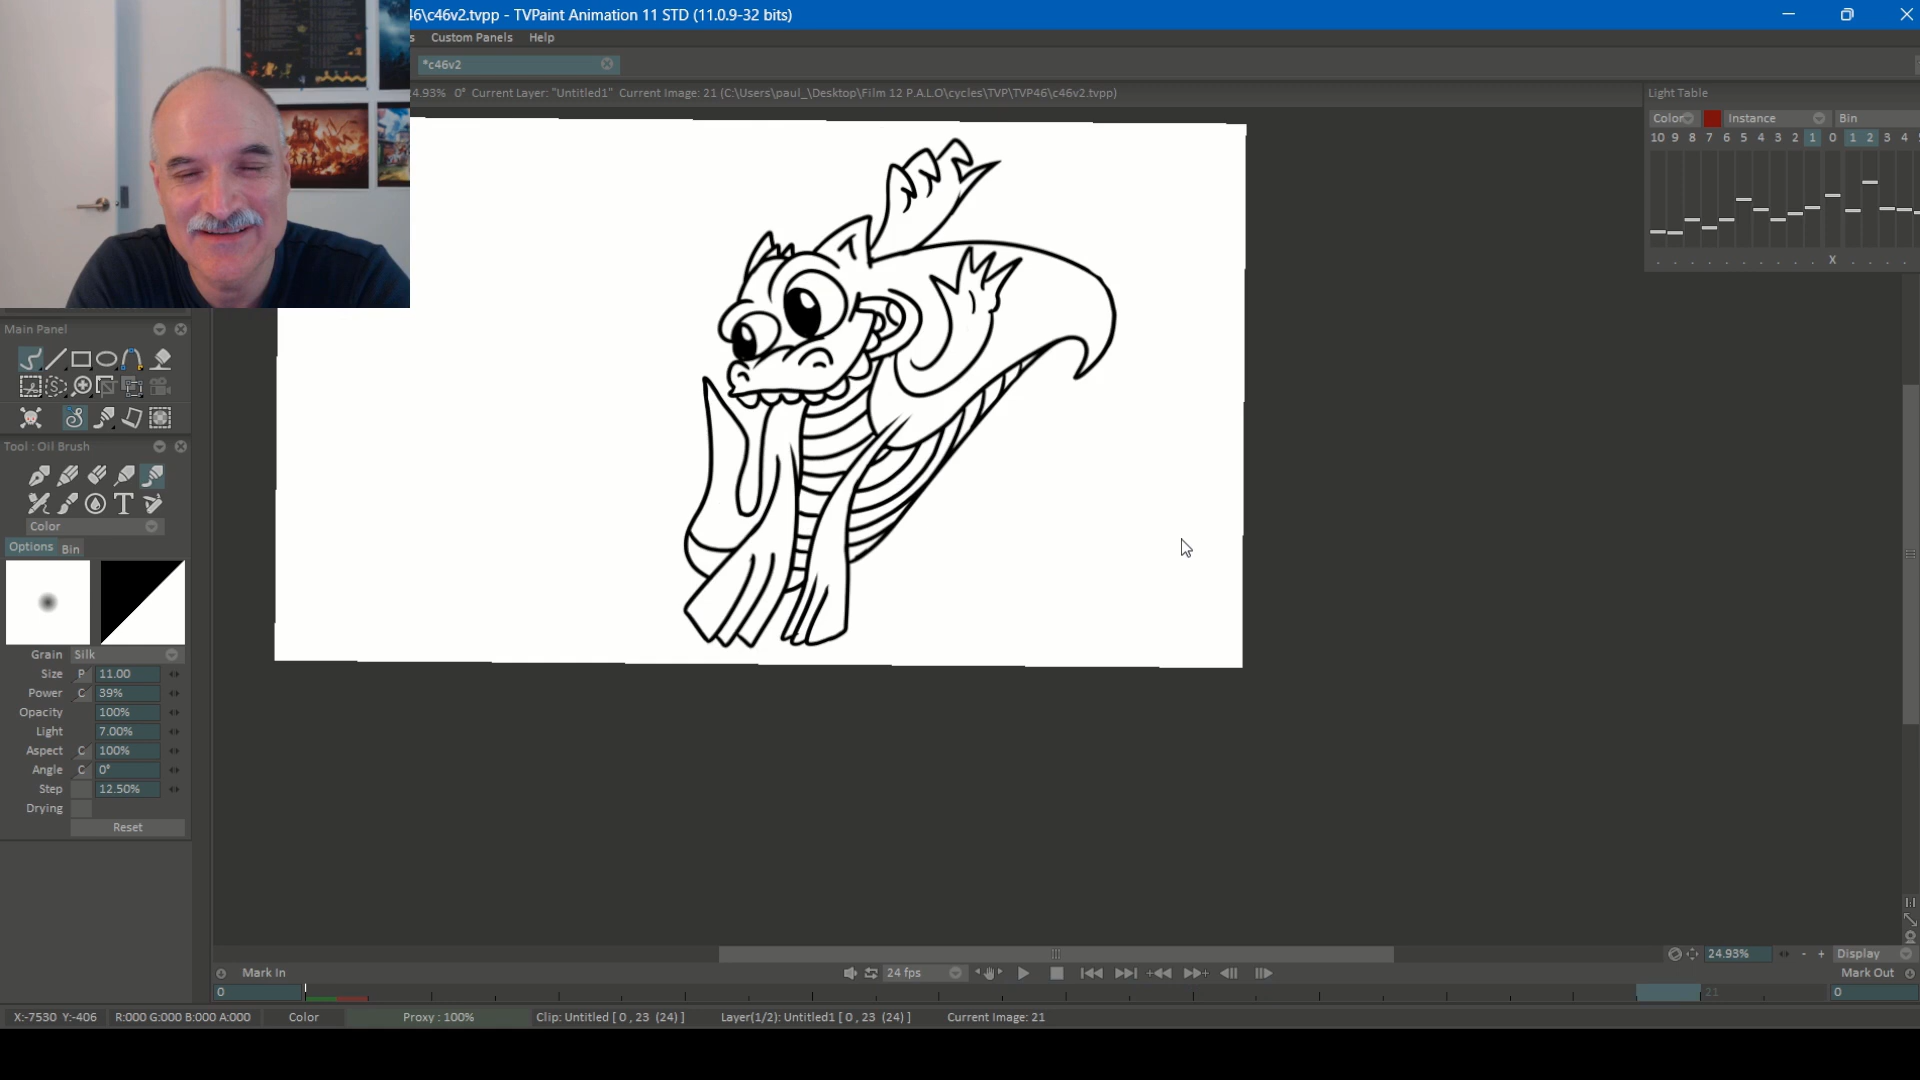 46\c46v2.tvpp - TVPaint Animation 11 STD (11.0.9-32 bits)
s Custom Panels Help
*c46v2
4.93% 0° Current Layer: "Untitled1" Current Image: 21 (C:\Users\paul_\Desktop\Film 12 P.A.L.O\cycles\TVP\TVP46\c46v2.tvpp)
Light Table
Color Instance Bin
10 9 8 7 6 5 4 3 2 1 0 1 2 3 4
X
Main Panel
Tool : Oil Brush
Color
Options Bin
Grain Silk
Size P 11.00
Power C 39%
Opacity 100%
Light 7.00%
Aspect C 100%
Angle C 0°
Step 12.50%
Drying
Reset
24.93% - + Display
Mark In 24 fps Mark Out
0 21 0
X:-7530 Y:-406 R:000 G:000 B:000 A:000 Color Proxy : 100% Clip: Untitled [ 0 , 23 (24) ] Layer(1/2): Untitled1 [ 0 , 23 (24) ] Current Image: 21